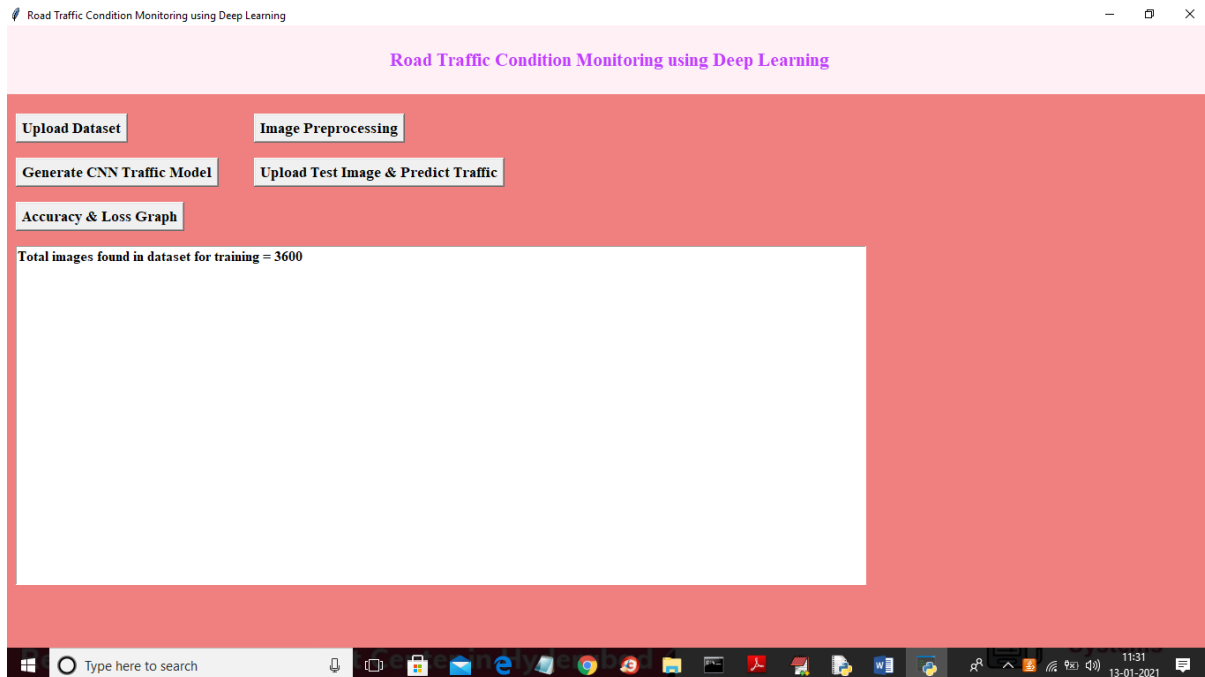 Road Traffic Condition Monitoring using Deep Learning
Road Traffic Condition Monitoring using Deep Learning
Upload Dataset
Image Preprocessing
Generate CNN Traffic Model
Upload Test Image & Predict Traffic
Accuracy & Loss Graph
Total images found in dataset for training = 3600
Type here to search
11:31
13-01-2021